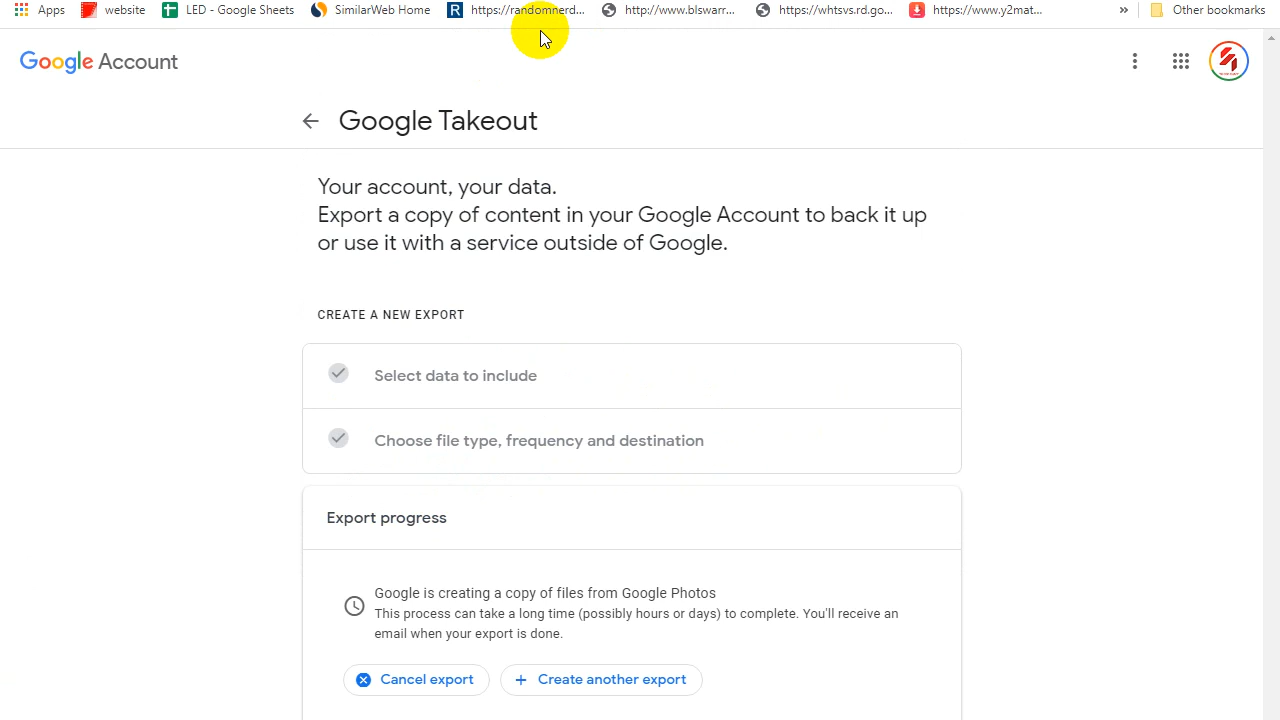 Apps website LED - Google Sheets SimilarWeb Home https://randomnerd... http://www.blswarr... https://whtsvs.rd.go... https://www.y2mat... » Other bookmarks
Google Account
Google Takeout
Your account, your data.
Export a copy of content in your Google Account to back it up
or use it with a service outside of Google.
CREATE A NEW EXPORT
Select data to include
Choose file type, frequency and destination
Export progress
Google is creating a copy of files from Google Photos
This process can take a long time (possibly hours or days) to complete. You'll receive an
email when your export is done.
Cancel export + Create another export